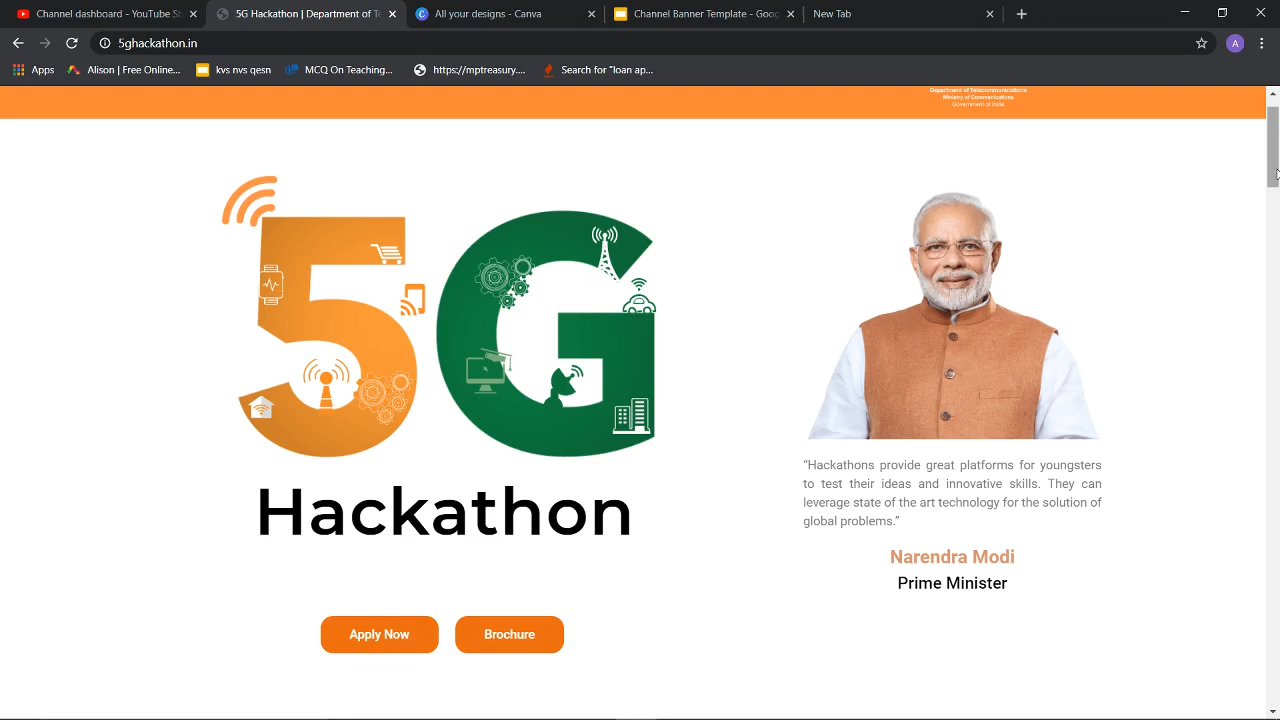 Channel dashboard - YouTube St
5G Hackathon | Department of Te
All your designs - Canva
Channel Banner Template - Goog
New Tab
5ghackathon.in
A
Apps
Alison | Free Online...
kvs nvs qesn
MCQ On Teaching...
https://mptreasury....
Search for "loan ap...
Department of Telecommunications
Ministry of Communications
Government of India
5G
Hackathon
Apply Now
Brochure
“Hackathons provide great platforms for youngsters
to test their ideas and innovative skills. They can
leverage state of the art technology for the solution of
global problems.”
Narendra Modi
Prime Minister